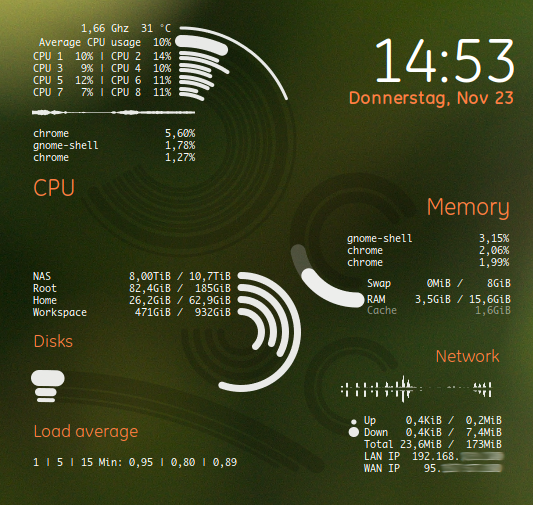 1,66 Ghz 31 °C
Average CPU usage 10%
CPU 1 10% | CPU 2 14%
CPU 3 9% | CPU 4 10%
CPU 5 12% | CPU 6 11%
CPU 7 7% | CPU 8 11%
chrome 5,60%
gnome-shell 1,78%
chrome 1,27%
CPU
14:53
Donnerstag, Nov 23
Memory
gnome-shell 3,15%
chrome 2,06%
chrome 1,99%
Swap 0MiB / 8GiB
RAM 3,5GiB / 15,6GiB
Cache 1,6GiB
NAS 8,00TiB / 10,7TiB
Root 82,4GiB / 185GiB
Home 26,2GiB / 62,9GiB
Workspace 471GiB / 932GiB
Disks
Network
Up 0,4KiB / 0,2MiB
Down 0,4KiB / 7,4MiB
Total 23,6MiB / 173MiB
LAN IP 192.168.
WAN IP 95.
Load average
1 | 5 | 15 Min: 0,95 | 0,80 | 0,89